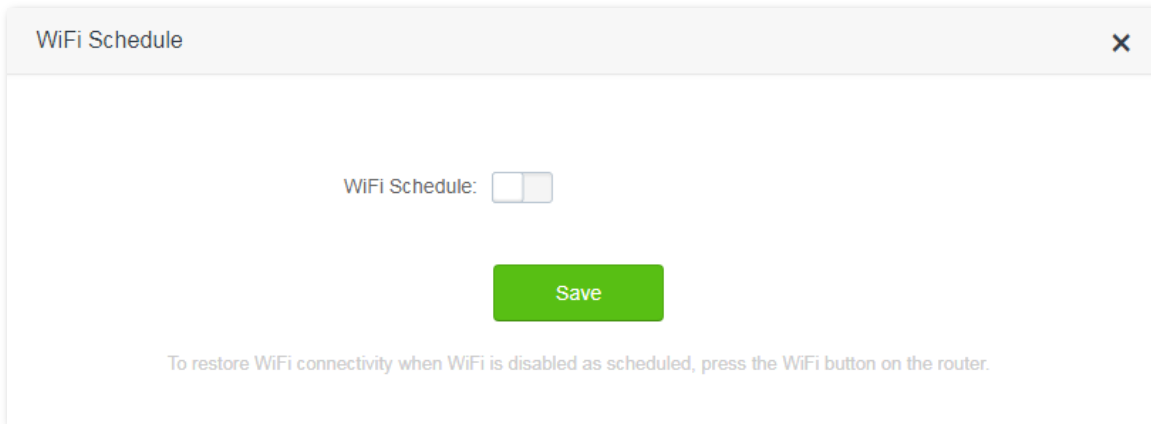 WiFi Schedule
WiFi Schedule:
Save
To restore WiFi connectivity when WiFi is disabled as scheduled, press the WiFi button on the router.